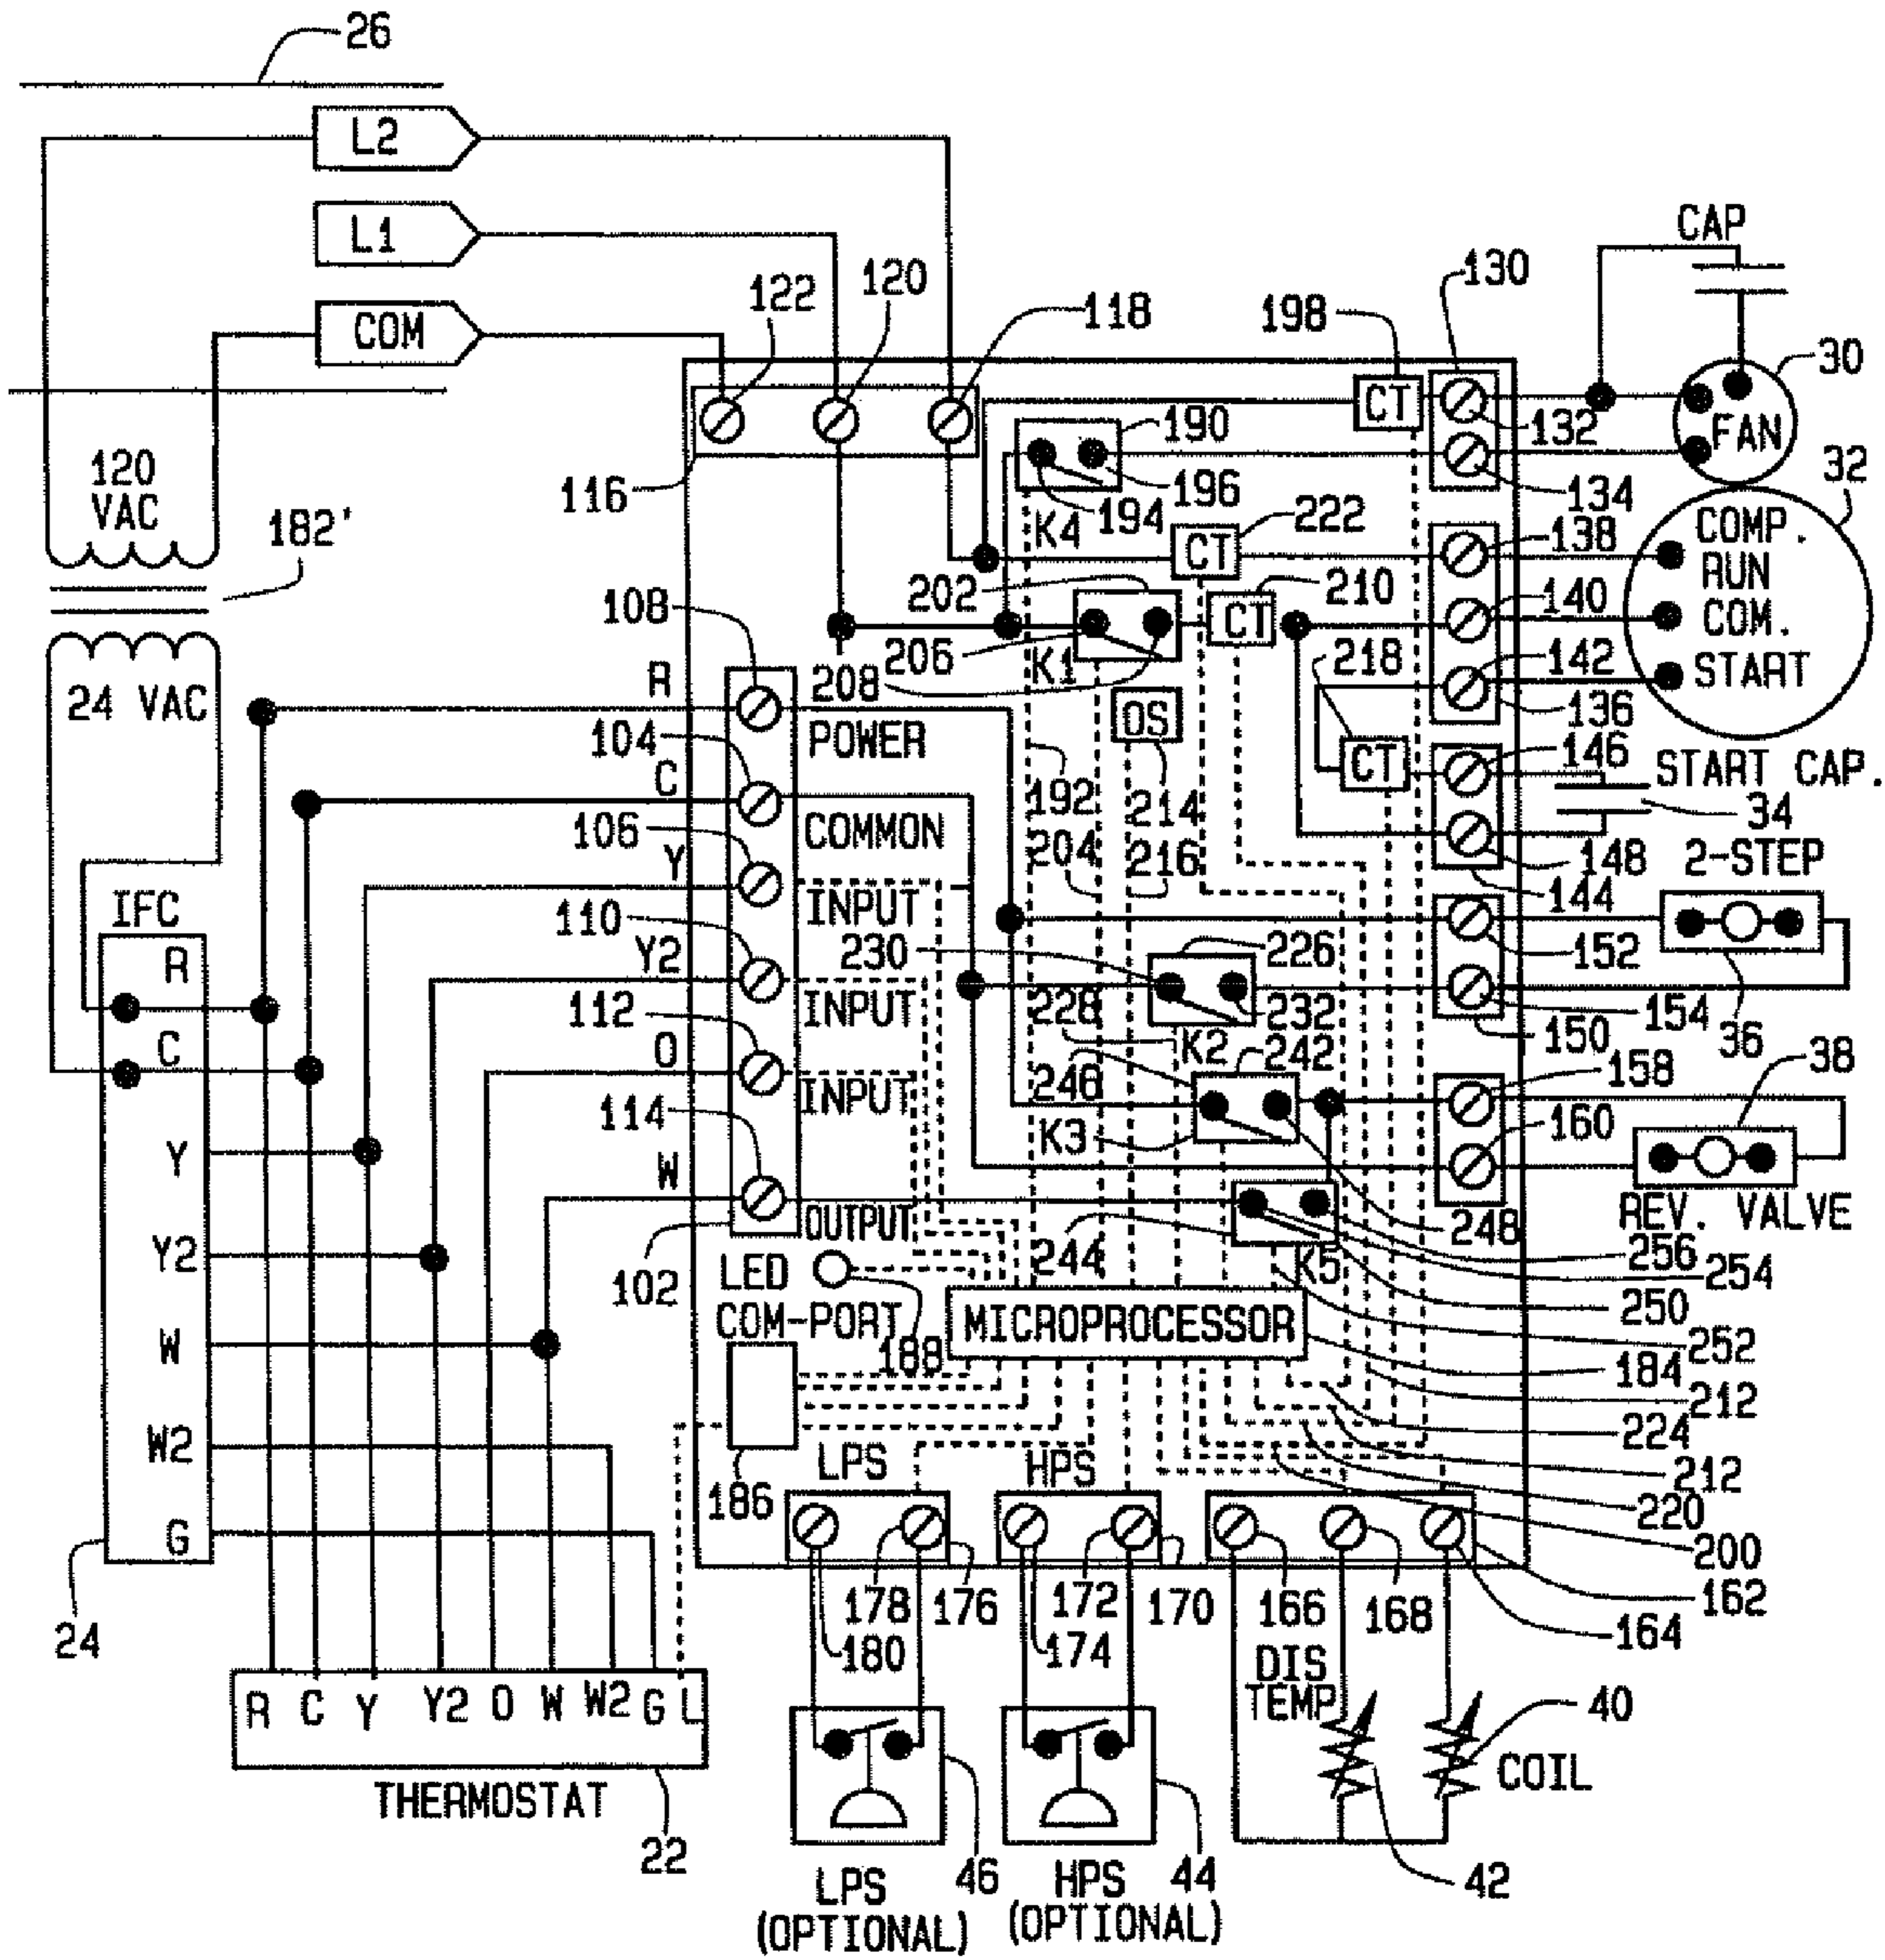 26
L2
L1
COM
120
VAC
182'
24 VAC
122
120
118
116
198
130
CAP
30
CT
132
FAN
190
194
196
K4
134
32
222
CT
138
COMP.
RUN
202
210
140
COM.
CT
206
K1
208
218
142
START
136
108
R
POWER
OS
104
C
COMMON
192
214
CT
146
START CAP.
34
106
Y
INPUT
204
216
148
2-STEP
144
110
Y2
INPUT
230
226
152
228
232
154
36
K2
150
112
O
INPUT
246
242
158
38
K3
160
114
W
OUTPUT
248
REV. VALVE
244
K5
256
254
102
LED
COM-PORT
188
MICROPROCESSOR
250
252
184
212
224
212
220
200
162
164
186
LPS
HPS
178
176
180
172
170
174
166
168
DIS
TEMP
40
COIL
42
IFC
R
C
Y
Y2
W
W2
G
24
R C Y Y2 O W W2 G L
THERMOSTAT
22
46
LPS
(OPTIONAL)
44
HPS
(OPTIONAL)